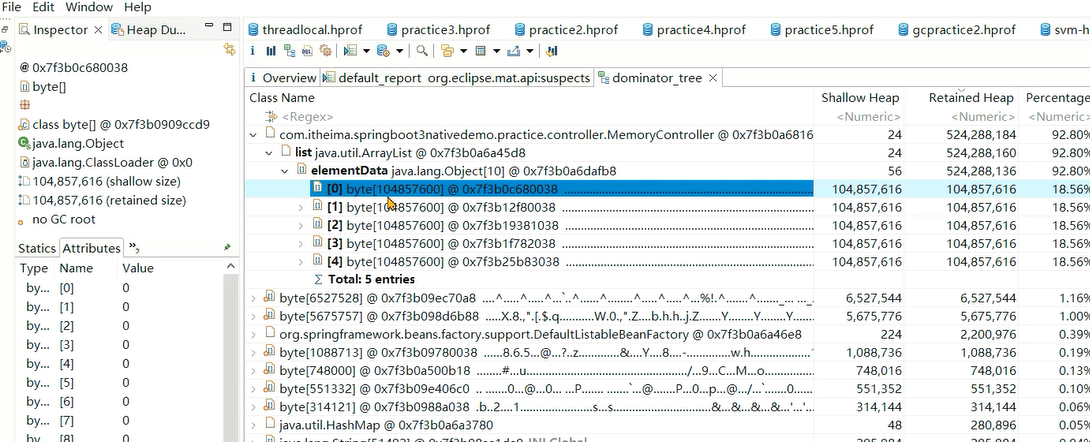 File Edit Window Help
Inspector Heap Du...
@ 0x7f3b0c680038
byte[]
class byte[] @ 0x7f3b0909ccd9
java.lang.Object
java.lang.ClassLoader @ 0x0
104,857,616 (shallow size)
104,857,616 (retained size)
no GC root
Statics Attributes
Type Name Value
by... [0] 0
by... [1] 0
by... [2] 0
by... [3] 0
by... [4] 0
by... [5] 0
by... [6] 0
by... [7] 0
by... [8] 0
threadlocal.hprof practice3.hprof practice2.hprof practice4.hprof practice5.hprof gcpractice2.hprof svm-h
Overview default_report org.eclipse.mat.api:suspects dominator_tree
Class Name Shallow Heap Retained Heap Percentage
<Regex> <Numeric> <Numeric> <Numeric>
com.itheima.springboot3nativedemo.practice.controller.MemoryController @ 0x7f3b0a6816 24 524,288,184 92.80%
list java.util.ArrayList @ 0x7f3b0a6a45d8 24 524,288,160 92.80%
elementData java.lang.Object[10] @ 0x7f3b0a6dafb8 56 524,288,136 92.80%
[0] byte[104857600] @ 0x7f3b0c680038 104,857,616 104,857,616 18.56%
[1] byte[104857600] @ 0x7f3b12f80038 104,857,616 104,857,616 18.56%
[2] byte[104857600] @ 0x7f3b19381038 104,857,616 104,857,616 18.56%
[3] byte[104857600] @ 0x7f3b1f782038 104,857,616 104,857,616 18.56%
[4] byte[104857600] @ 0x7f3b25b83038 104,857,616 104,857,616 18.56%
Total: 5 entries
byte[6527528] @ 0x7f3b09ec70a8 6,527,544 6,527,544 1.16%
byte[5675757] @ 0x7f3b098d6b88 5,675,776 5,675,776 1.00%
org.springframework.beans.factory.support.DefaultListableBeanFactory @ 0x7f3b0a6a46e8 224 2,200,976 0.39%
byte[1088713] @ 0x7f3b09780038 1,088,736 1,088,736 0.19%
byte[748000] @ 0x7f3b0a500b18 748,016 748,016 0.13%
byte[551332] @ 0x7f3b09e406c0 551,352 551,352 0.10%
byte[314121] @ 0x7f3b0988a038 314,144 314,144 0.06%
java.util.HashMap @ 0x7f3b0a6a3780 48 280,896 0.05%